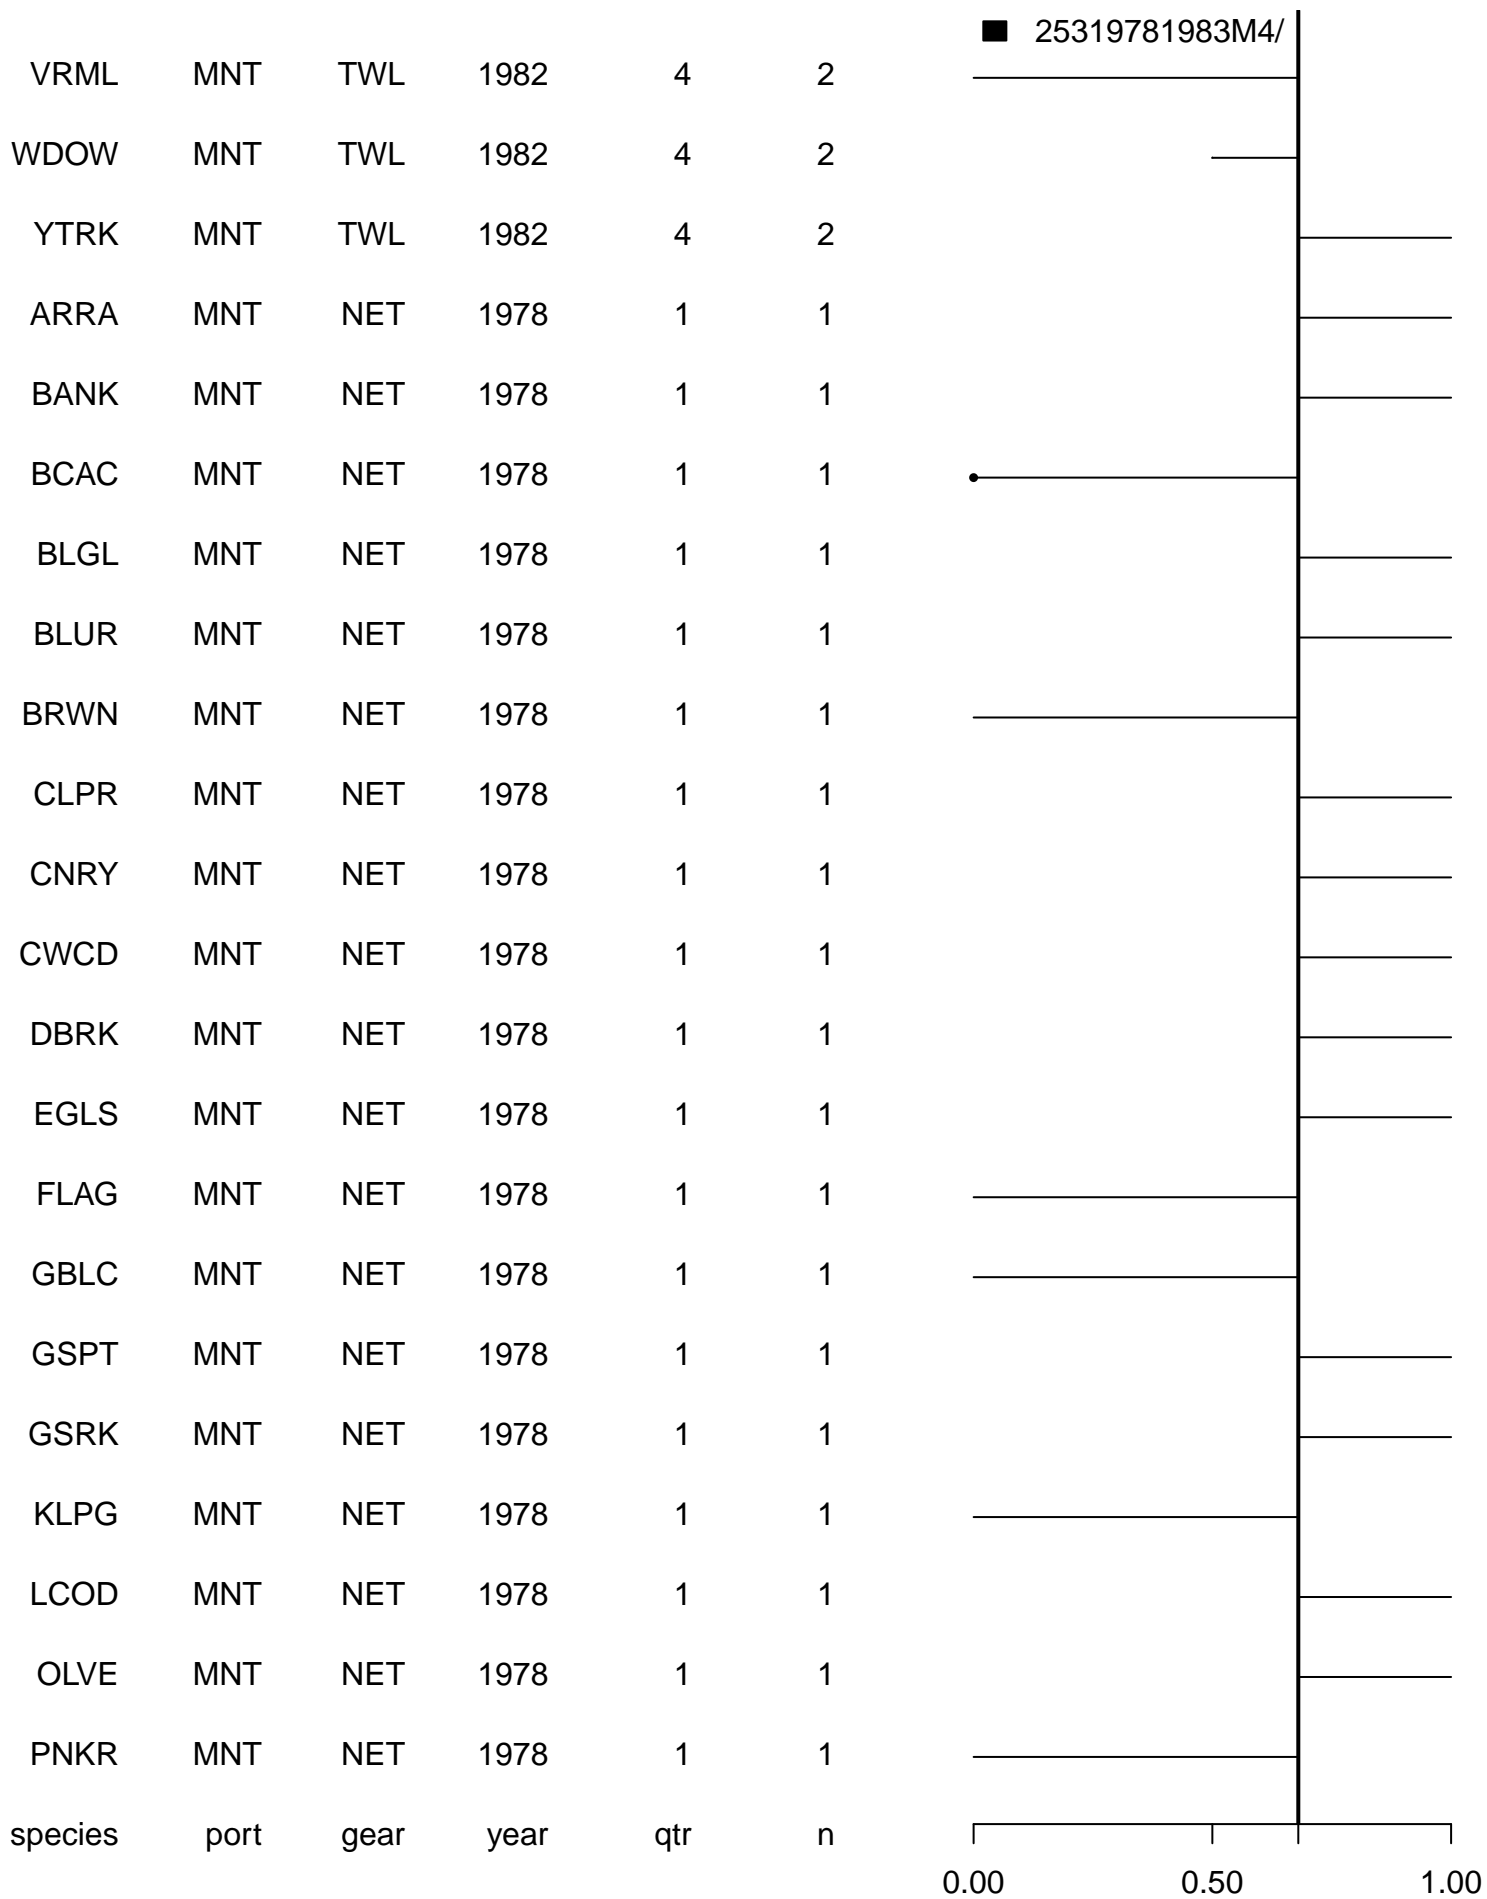 25319781983M4/
VRML MNT TWL 1982 4 2
WDOW MNT TWL 1982 4 2
YTRK MNT TWL 1982 4 2
ARRA MNT NET 1978 1 1
BANK MNT NET 1978 1 1
BCAC MNT NET 1978 1 1
BLGL MNT NET 1978 1 1
BLUR MNT NET 1978 1 1
BRWN MNT NET 1978 1 1
CLPR MNT NET 1978 1 1
CNRY MNT NET 1978 1 1
CWCD MNT NET 1978 1 1
DBRK MNT NET 1978 1 1
EGLS MNT NET 1978 1 1
FLAG MNT NET 1978 1 1
GBLC MNT NET 1978 1 1
GSPT MNT NET 1978 1 1
GSRK MNT NET 1978 1 1
KLPG MNT NET 1978 1 1
LCOD MNT NET 1978 1 1
OLVE MNT NET 1978 1 1
PNKR MNT NET 1978 1 1
species port gear year qtr n
0.00 0.50 1.00